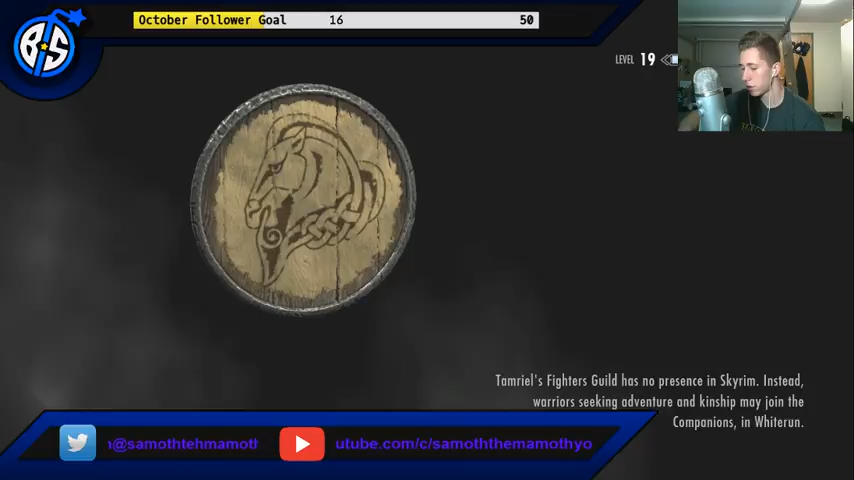 October Follower Goal 16 50
LEVEL 19
BS
Tamriel's Fighters Guild has no presence in Skyrim. Instead,
warriors seeking adventure and kinship may join the
Companions, in Whiterun.
@samothtehmamoth
utube.com/c/samoththemamothyo